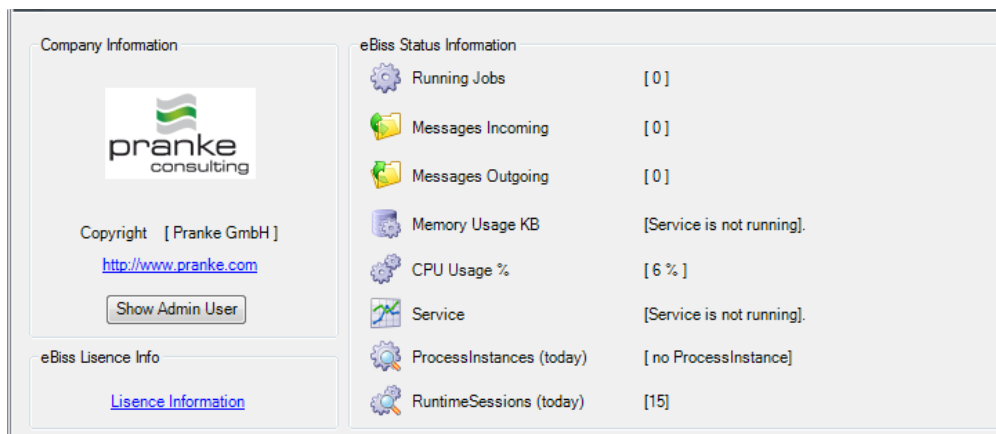 Company Information
pranke
consulting
Copyright [ Pranke GmbH ]
http://www.pranke.com
Show Admin User
eBiss Lisence Info
Lisence Information
eBiss Status Information
Running Jobs [ 0 ]
Messages Incoming [ 0 ]
Messages Outgoing [ 0 ]
Memory Usage KB [Service is not running].
CPU Usage % [ 6 % ]
Service [Service is not running].
ProcessInstances (today) [ no ProcessInstance]
RuntimeSessions (today) [15]